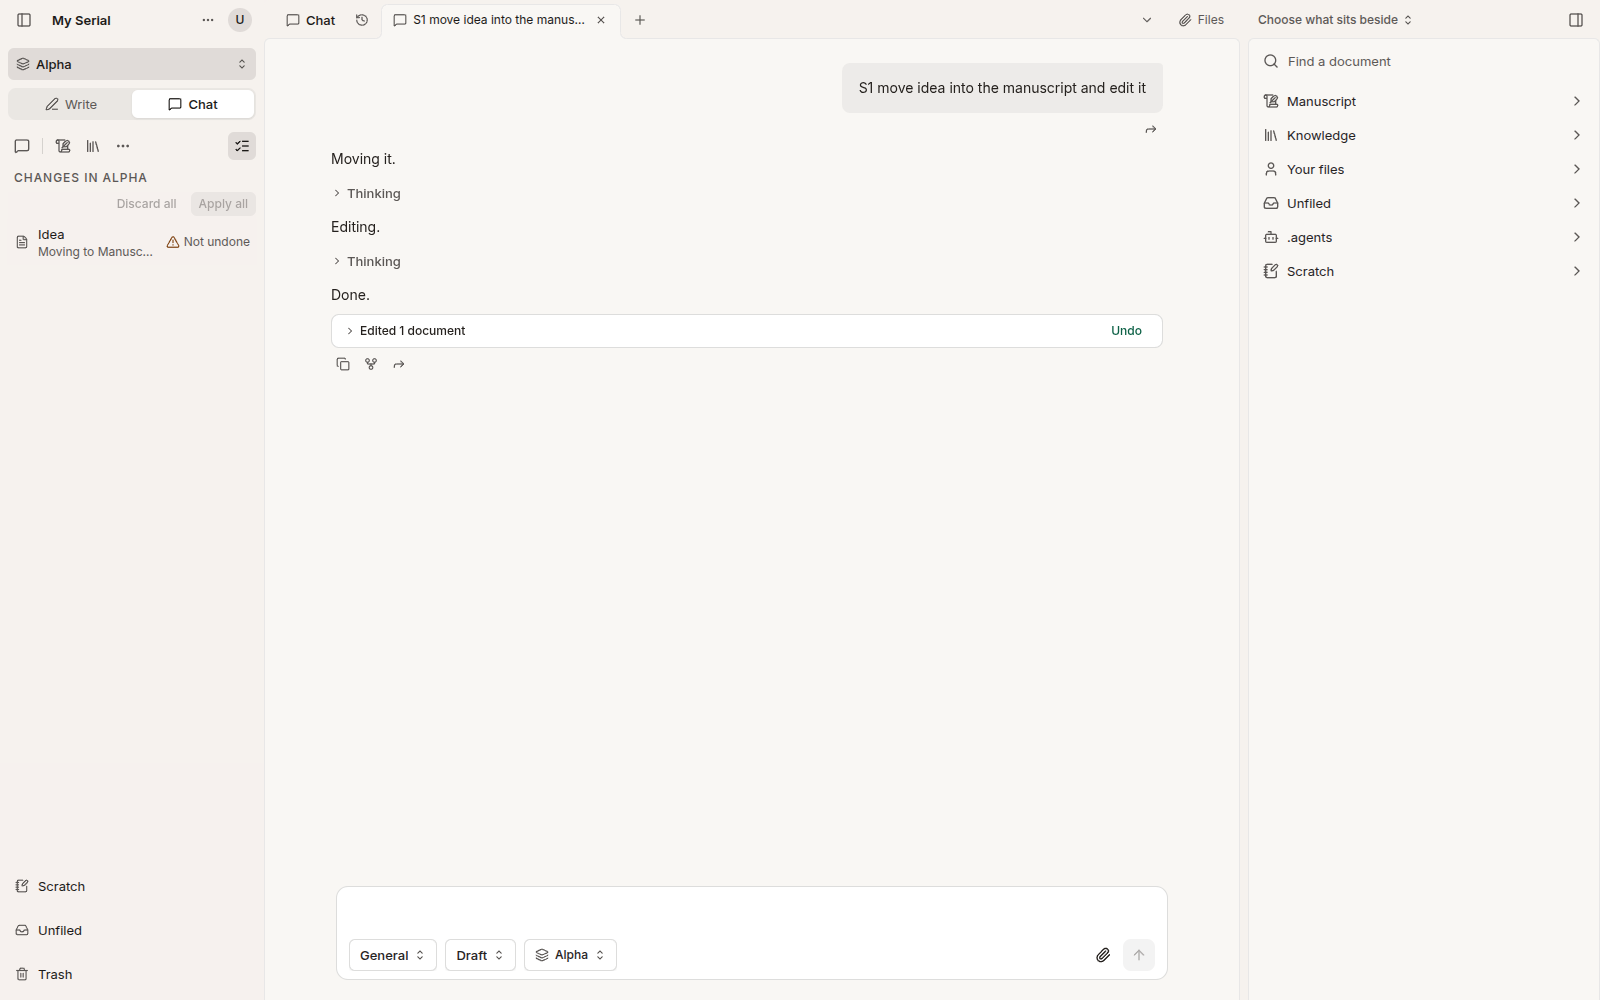 My Serial
U
Chat
S1 move idea into the manus...
Files
Choose what sits beside
Alpha
Write
Chat
CHANGES IN ALPHA
Discard all
Apply all
Idea
Moving to Manusc...
Not undone
Scratch
Unfiled
Trash
S1 move idea into the manuscript and edit it
Moving it.
Thinking
Editing.
Thinking
Done.
Edited 1 document
Undo
General
Draft
Alpha
Find a document
Manuscript
Knowledge
Your files
Unfiled
.agents
Scratch